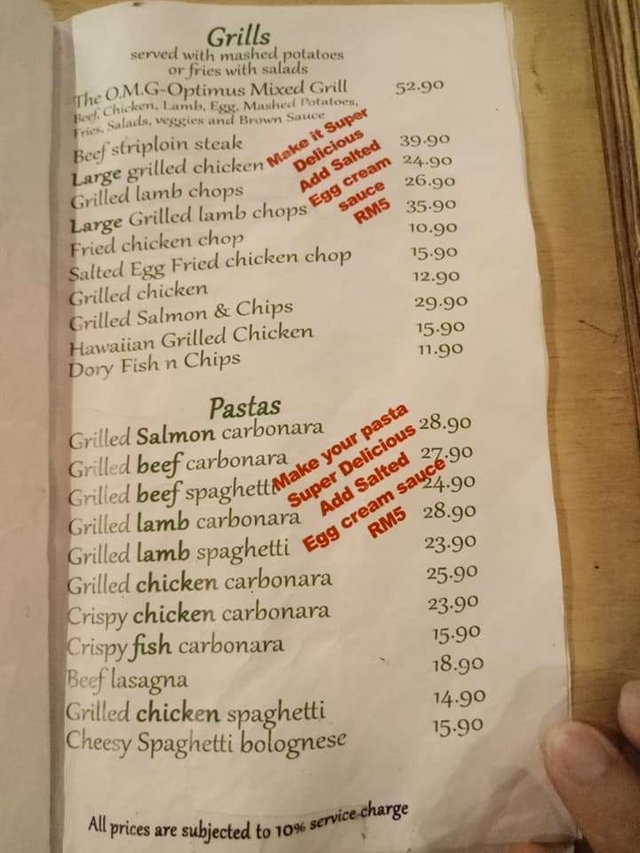 Grills
served with mashed potatoes
or fries with salads
The O.M.G-Optimus Mixed Grill 52.90
Beef, Chicken, Lamb, Egg, Mashed Potatoes,
Fries, Salads, veggies and Brown Sauce
Beef striploin steak 39.90
Large grilled chicken 24.90
Grilled lamb chops 26.90
Large Grilled lamb chops 35.90
Fried chicken chop 10.90
Salted Egg Fried chicken chop 15.90
Grilled chicken 12.90
Grilled Salmon & Chips 29.90
Hawaiian Grilled Chicken 15.90
Dory Fish n Chips 11.90
Make it Super
Delicious
Add Salted
Egg cream
sauce
RM5
Pastas
Grilled Salmon carbonara 28.90
Grilled beef carbonara 27.90
Grilled beef spaghetti 24.90
Grilled lamb carbonara 28.90
Grilled lamb spaghetti 23.90
Grilled chicken carbonara 25.90
Crispy chicken carbonara 23.90
Crispy fish carbonara 15.90
Beef lasagna 18.90
Grilled chicken spaghetti 14.90
Cheesy Spaghetti bolognese 15.90
Make your pasta
Super Delicious
Add Salted
Egg cream sauce
RM5
All prices are subjected to 10% service charge